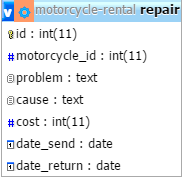 v motorcycle-rental repair
id : int(11)
#motorcycle_id : int(11)
problem : text
cause : text
#cost : int(11)
date_send : date
date_return : date